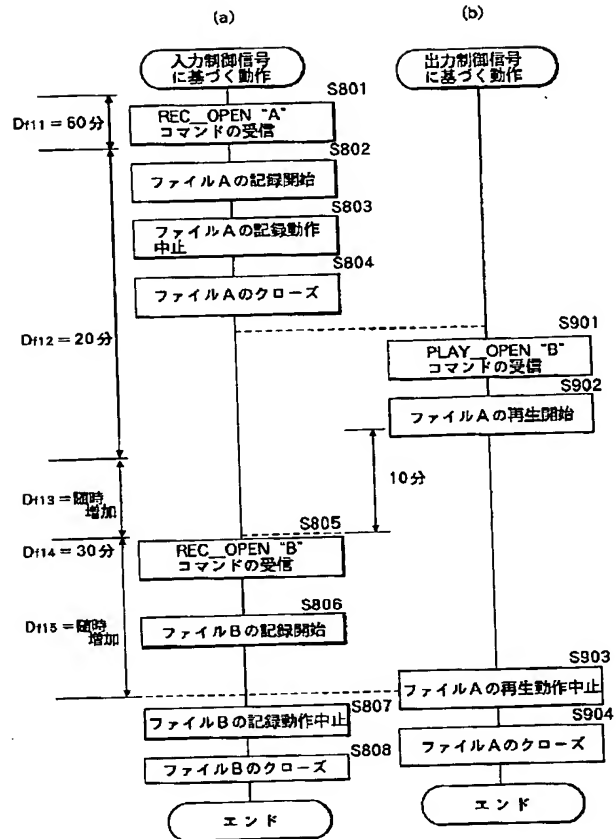 (a)
(b)
入力制御信号
に基づく動作
出力制御信号
に基づく動作
S801
Df11=60分
REC__OPEN "A"
コマンドの受信
S802
ファイルAの記録開始
S803
ファイルAの記録動作
中止
S804
ファイルAのクローズ
S901
Df12=20分
PLAY__OPEN "B"
コマンドの受信
S902
ファイルAの再生開始
10分
Df13=随時
増加
S805
Df14=30分
REC__OPEN "B"
コマンドの受信
S806
Df15=随時
増加
ファイルBの記録開始
S903
ファイルAの再生動作中止
S807
ファイルBの記録動作中止
S904
ファイルAのクローズ
S808
ファイルBのクローズ
エンド
エンド